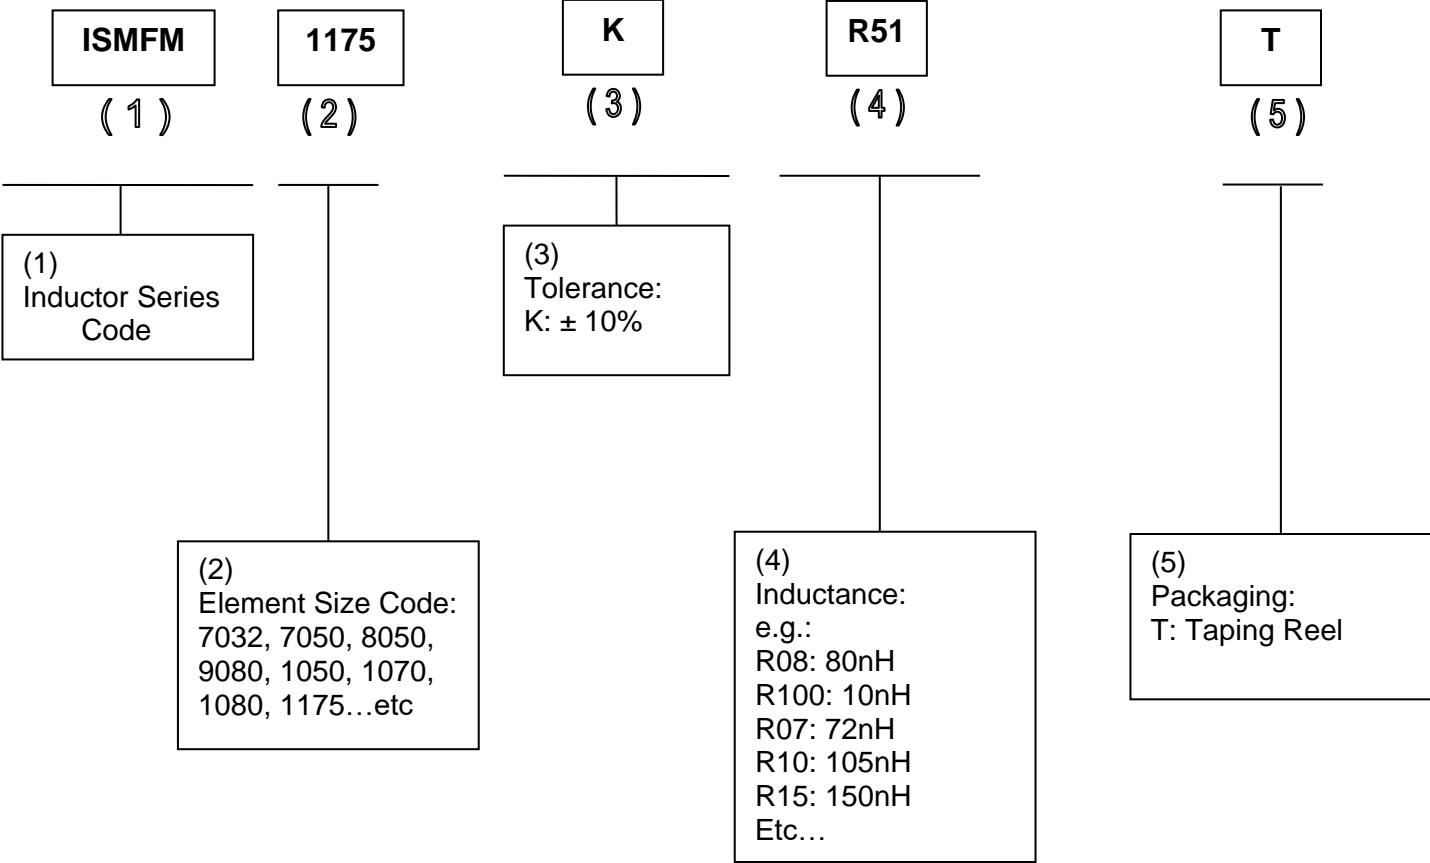 ISMFM 1175 K R51 T
(1) (2) (3) (4) (5)
(1)
Inductor Series
Code
(3)
Tolerance:
K: ± 10%
(2)
Element Size Code:
7032, 7050, 8050,
9080, 1050, 1070,
1080, 1175…etc
(4)
Inductance:
e.g.:
R08: 80nH
R100: 10nH
R07: 72nH
R10: 105nH
R15: 150nH
Etc…
(5)
Packaging:
T: Taping Reel